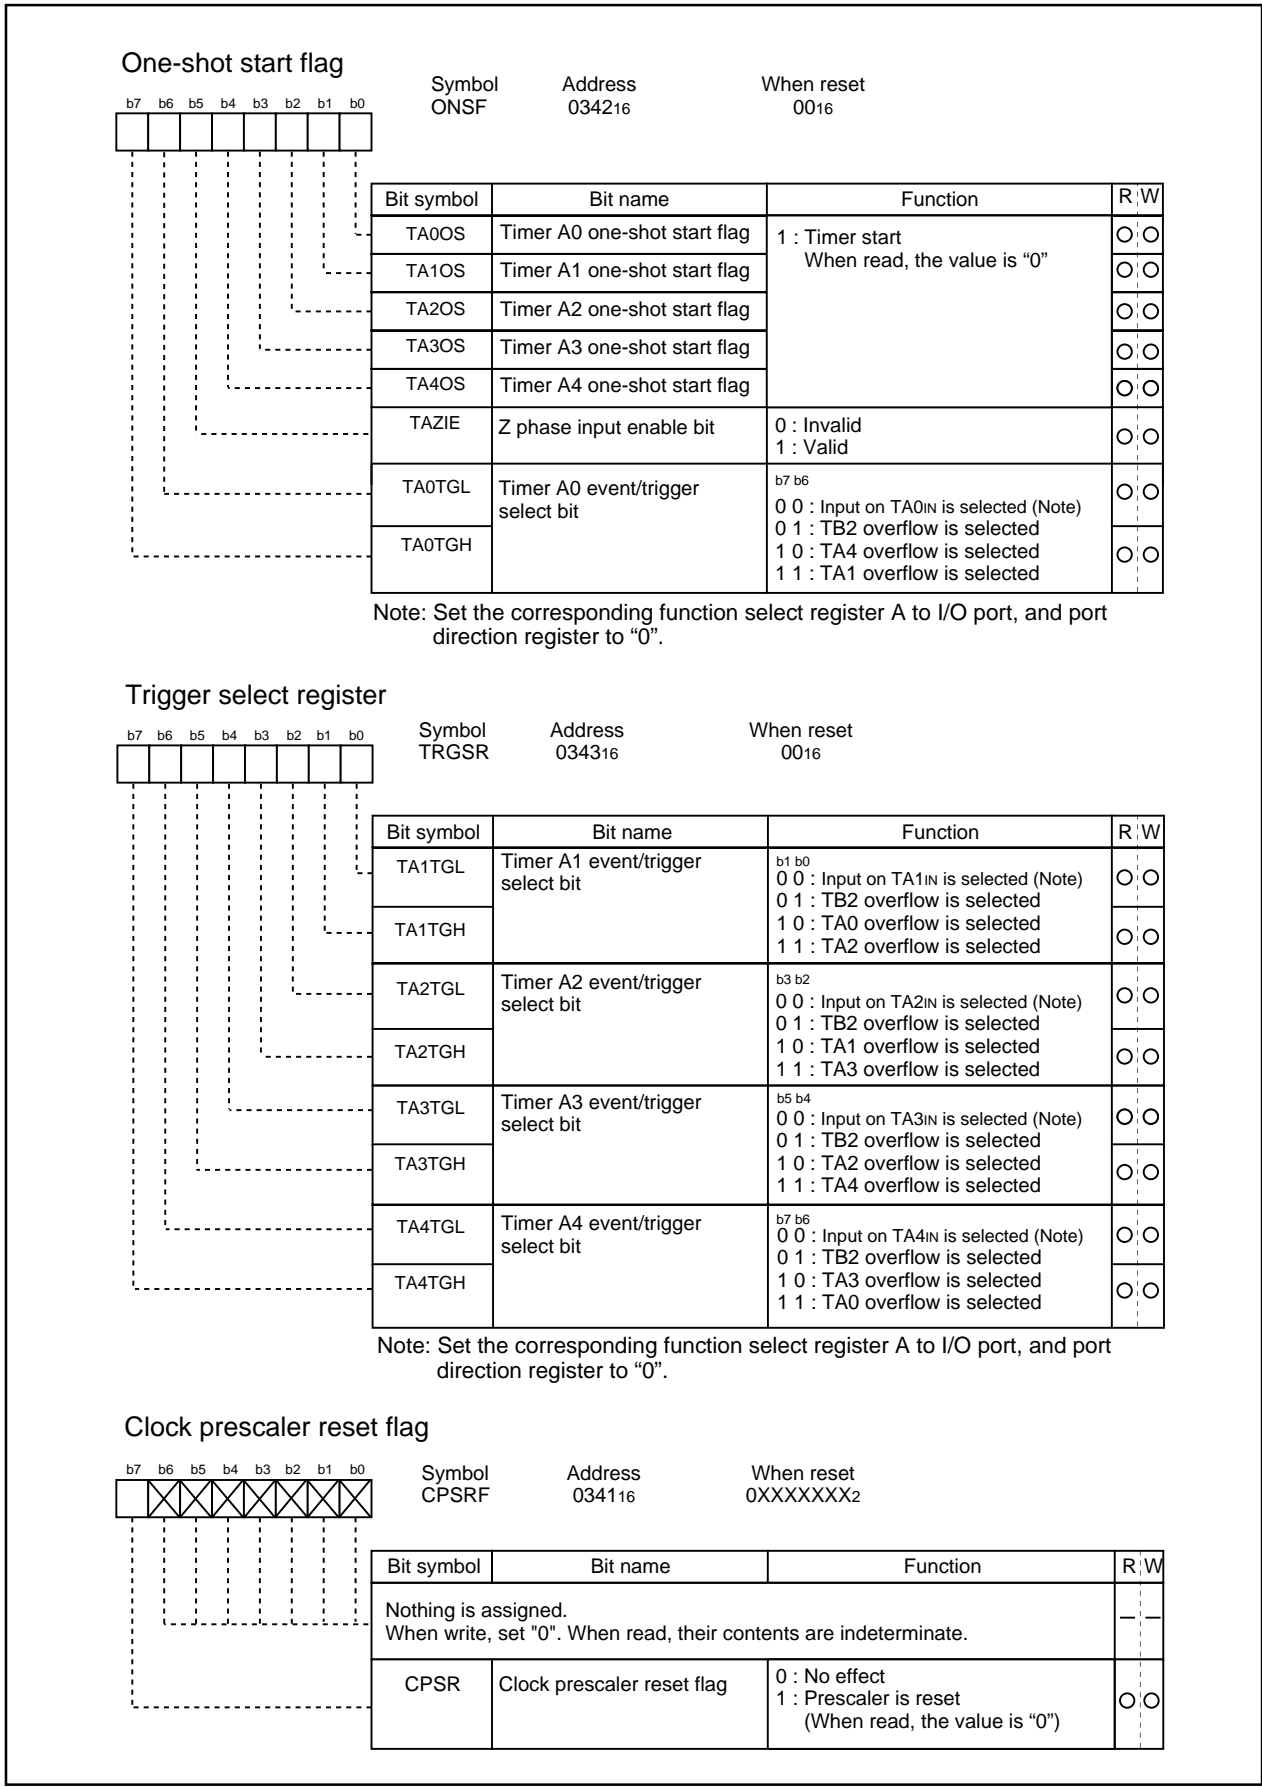 One-shot start flag
Symbol Address When reset
ONSF 034216 0016
b7 b6 b5 b4 b3 b2 b1 b0
Bit symbol Bit name Function R W
TA0OS Timer A0 one-shot start flag 1 : Timer start
When read, the value is “0”
TA1OS Timer A1 one-shot start flag
TA2OS Timer A2 one-shot start flag
TA3OS Timer A3 one-shot start flag
TA4OS Timer A4 one-shot start flag
TAZIE Z phase input enable bit 0 : Invalid
1 : Valid
TA0TGL Timer A0 event/trigger
select bit
b7 b6
0 0 : Input on TA0IN is selected (Note)
0 1 : TB2 overflow is selected
TA0TGH 1 0 : TA4 overflow is selected
1 1 : TA1 overflow is selected
Note: Set the corresponding function select register A to I/O port, and port
direction register to “0”.
Trigger select register
Symbol Address When reset
TRGSR 034316 0016
b7 b6 b5 b4 b3 b2 b1 b0
Bit symbol Bit name Function R W
TA1TGL Timer A1 event/trigger
select bit
b1 b0
0 0 : Input on TA1IN is selected (Note)
0 1 : TB2 overflow is selected
TA1TGH 1 0 : TA0 overflow is selected
1 1 : TA2 overflow is selected
TA2TGL Timer A2 event/trigger
select bit
b3 b2
0 0 : Input on TA2IN is selected (Note)
0 1 : TB2 overflow is selected
TA2TGH 1 0 : TA1 overflow is selected
1 1 : TA3 overflow is selected
TA3TGL Timer A3 event/trigger
select bit
b5 b4
0 0 : Input on TA3IN is selected (Note)
0 1 : TB2 overflow is selected
TA3TGH 1 0 : TA2 overflow is selected
1 1 : TA4 overflow is selected
TA4TGL Timer A4 event/trigger
select bit
b7 b6
0 0 : Input on TA4IN is selected (Note)
0 1 : TB2 overflow is selected
TA4TGH 1 0 : TA3 overflow is selected
1 1 : TA0 overflow is selected
Note: Set the corresponding function select register A to I/O port, and port
direction register to “0”.
Clock prescaler reset flag
b7 b6 b5 b4 b3 b2 b1 b0
Symbol Address When reset
CPSRF 034116 0XXXXXXX2
Bit symbol Bit name Function R W
Nothing is assigned.
When write, set "0". When read, their contents are indeterminate. – –
CPSR Clock prescaler reset flag 0 : No effect
1 : Prescaler is reset
(When read, the value is “0”)